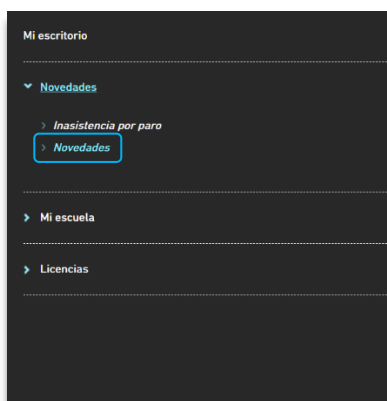 Mi escritorio
Novedades
Inasistencia por paro
Novedades
Mi escuela
Licencias